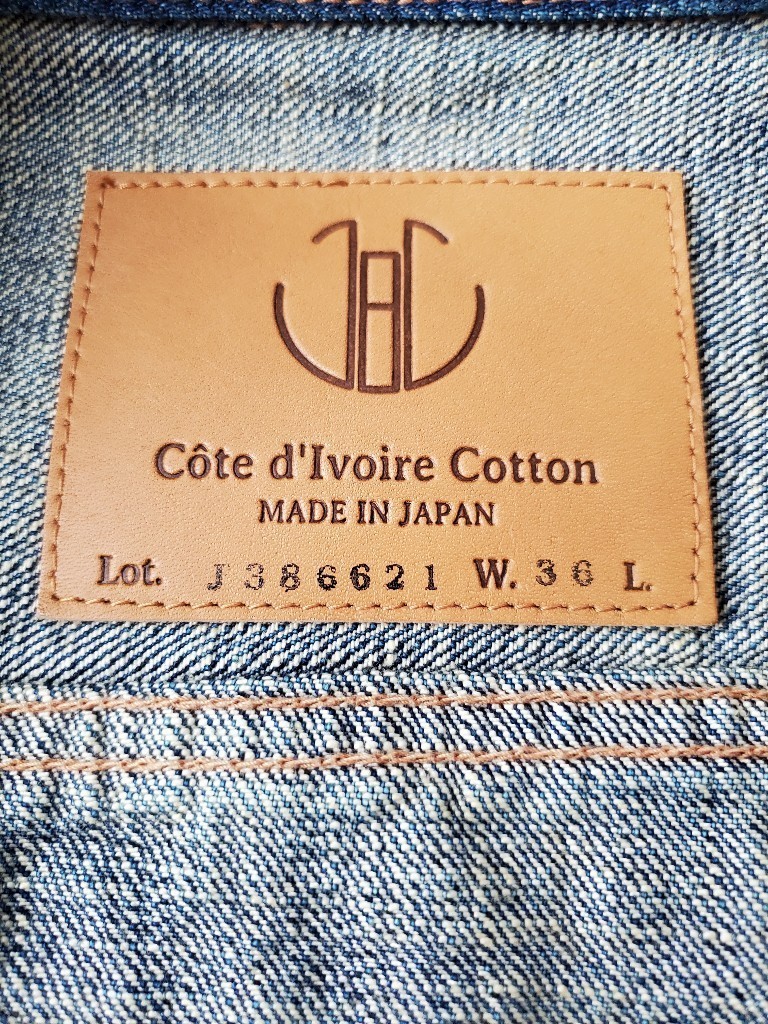 Côte d'Ivoire Cotton
MADE IN JAPAN
Lot. J386621 W. 36 L.